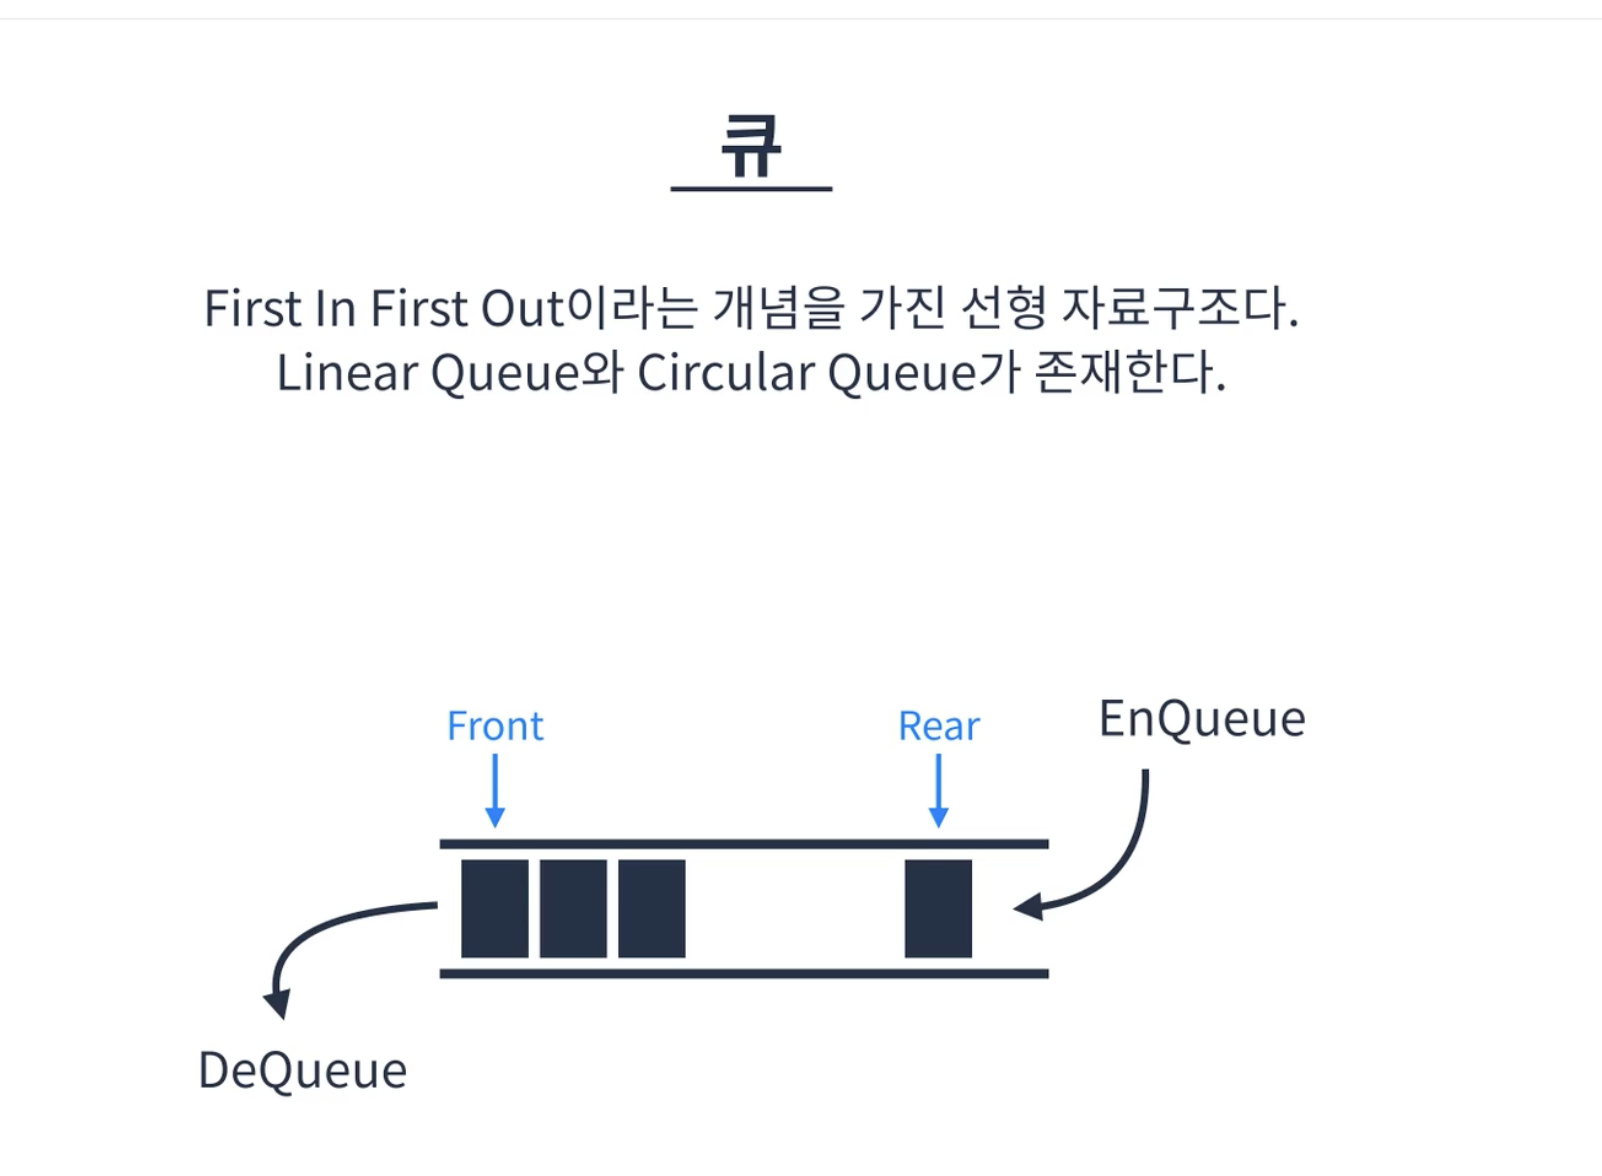 큐
First In First Out이라는 개념을 가진 선형 자료구조다.
Linear Queue와 Circular Queue가 존재한다.
Front
Rear
EnQueue
DeQueue